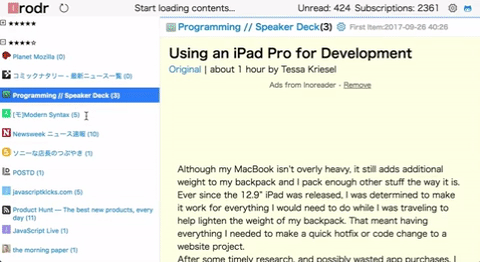 Irodr
Start loading contents...
Unread: 424 Subscriptions: 2361
★★★★★
★★★★☆
Planet Mozilla (0)
コミックナタリー - 最新ニュース一覧 (0)
Programming // Speaker Deck (3)
[モ]Modern Syntax (5)
Newsweek ニュース速報 (10)
ソニーな店長のつぶやき (1)
POSTD (1)
javascriptkicks.com (5)
Product Hunt — The best new products, every
day (11)
JavaScript Live (1)
the morning paper (1)
Programming // Speaker Deck(3)
First Item:2017-09-26 40:26
Using an iPad Pro for Development
Original | about 1 hour by Tessa Kriesel
Ads from Inoreader - Remove
Although my MacBook isn't overly heavy, it still adds additional
weight to my backpack and I pack enough other stuff the way it is.
Ever since the 12.9" iPad was released, I was determined to make
it work for everything I would need to do while I was traveling to
help lighten the weight of my backpack. That meant having
everything I needed to make a quick hotfix or code change to a
website project.
After some timely research, and possibly wasted app purchases, I